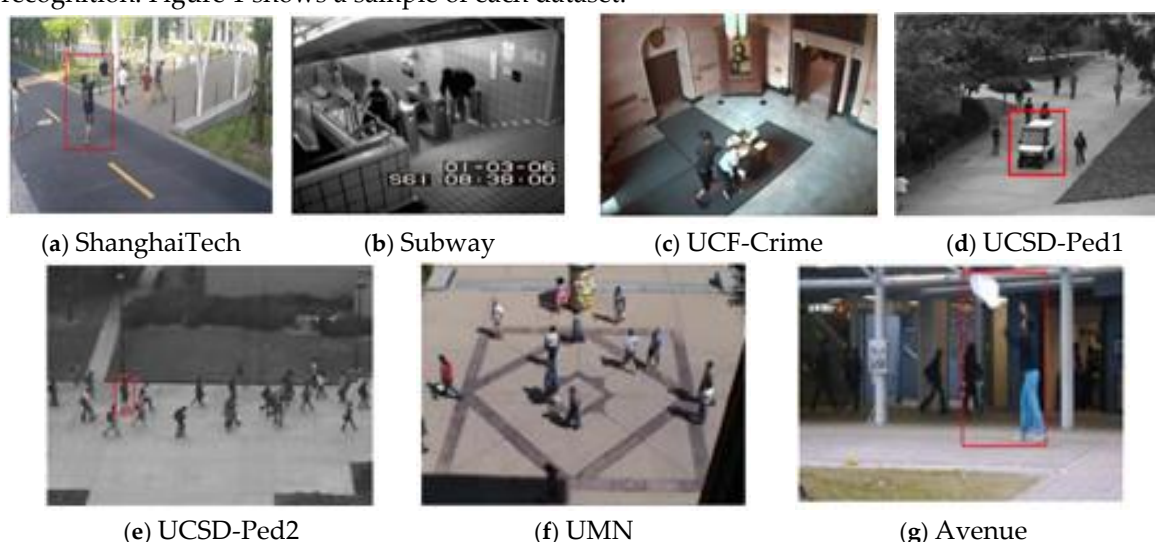 recognition. Figure 1 shows a sample of each dataset.
01-03-06
S61 08:38:00
(a) ShanghaiTech
(b) Subway
(c) UCF-Crime
(d) UCSD-Ped1
(e) UCSD-Ped2
(f) UMN
(g) Avenue